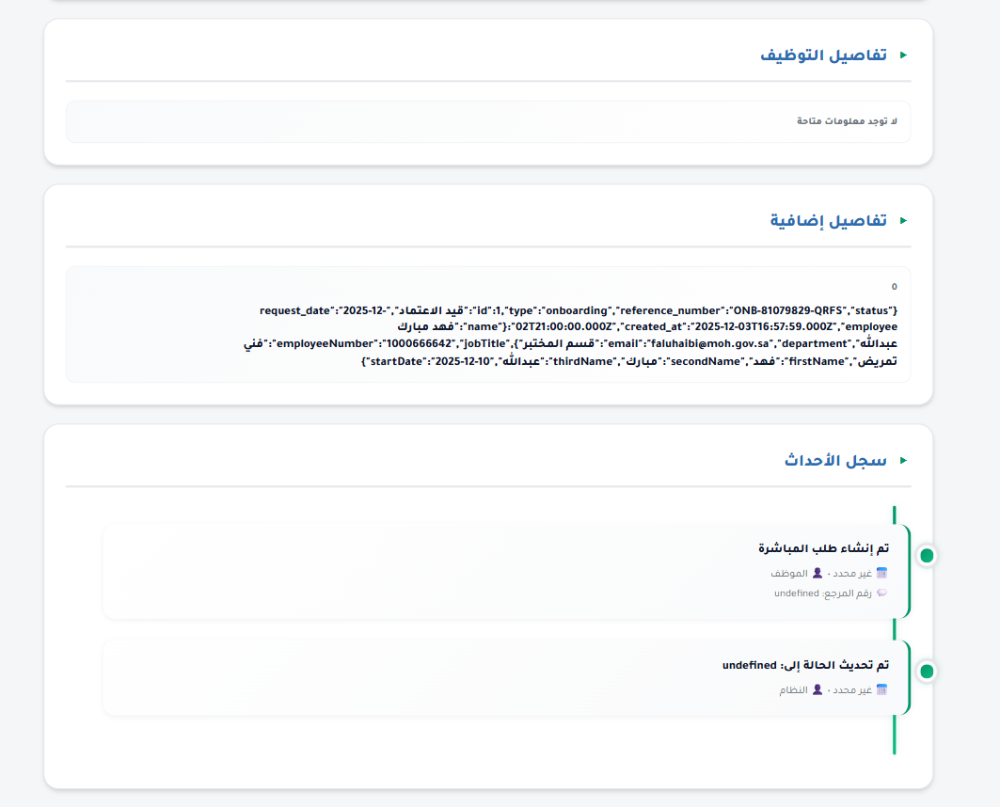 تفاصيل التوظيف
لا توجد معلومات متاحة
تفاصيل إضافية
0
{"id":1,"type":"onboarding","reference_number":"ONB-81079829-QRFS","status":"قيد الاعتماد","request_date":"2025-12-
02T21:00:00.000Z","created_at":"2025-12-03T16:57:59.000Z","employee":{"name":"فهد مبارك
عبدالله","email":"faluhaibi@moh.gov.sa","department":"قسم المختبر"},"employeeNumber":"1000666642","jobTitle":"فني
تمريض","firstName":"فهد","secondName":"مبارك","thirdName":"عبدالله","startDate":"2025-12-10"}
سجل الأحداث
تم إنشاء طلب المباشرة
غير محدد • الموظف
رقم المرجع: undefined
تم تحديث الحالة إلى: undefined
غير محدد • النظام